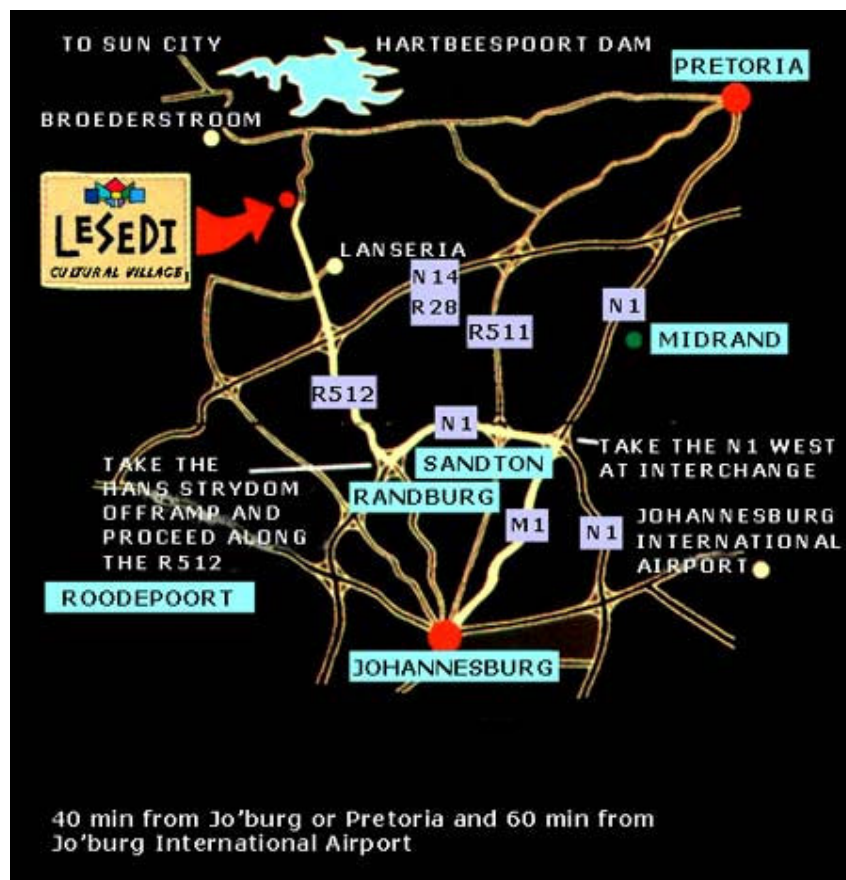 TO SUN CITY
HARTBEESPOORT DAM
PRETORIA
BROEDERSTROOM
LESEDI
CULTURAL VILLAGE
LANSERIA
N14
R28
N1
R511
MIDRAND
R512
N1
TAKE THE N1 WEST
AT INTERCHANGE
SANDTON
TAKE THE
HANS STRYDOM
OFFRAMP AND
PROCEED ALONG
THE R512
RANDBURG
M1
N1
JOHANNESBURG
INTERNATIONAL
AIRPORT
ROODEPOORT
JOHANNESBURG
40 min from Jo'burg or Pretoria and 60 min from
Jo'burg International Airport